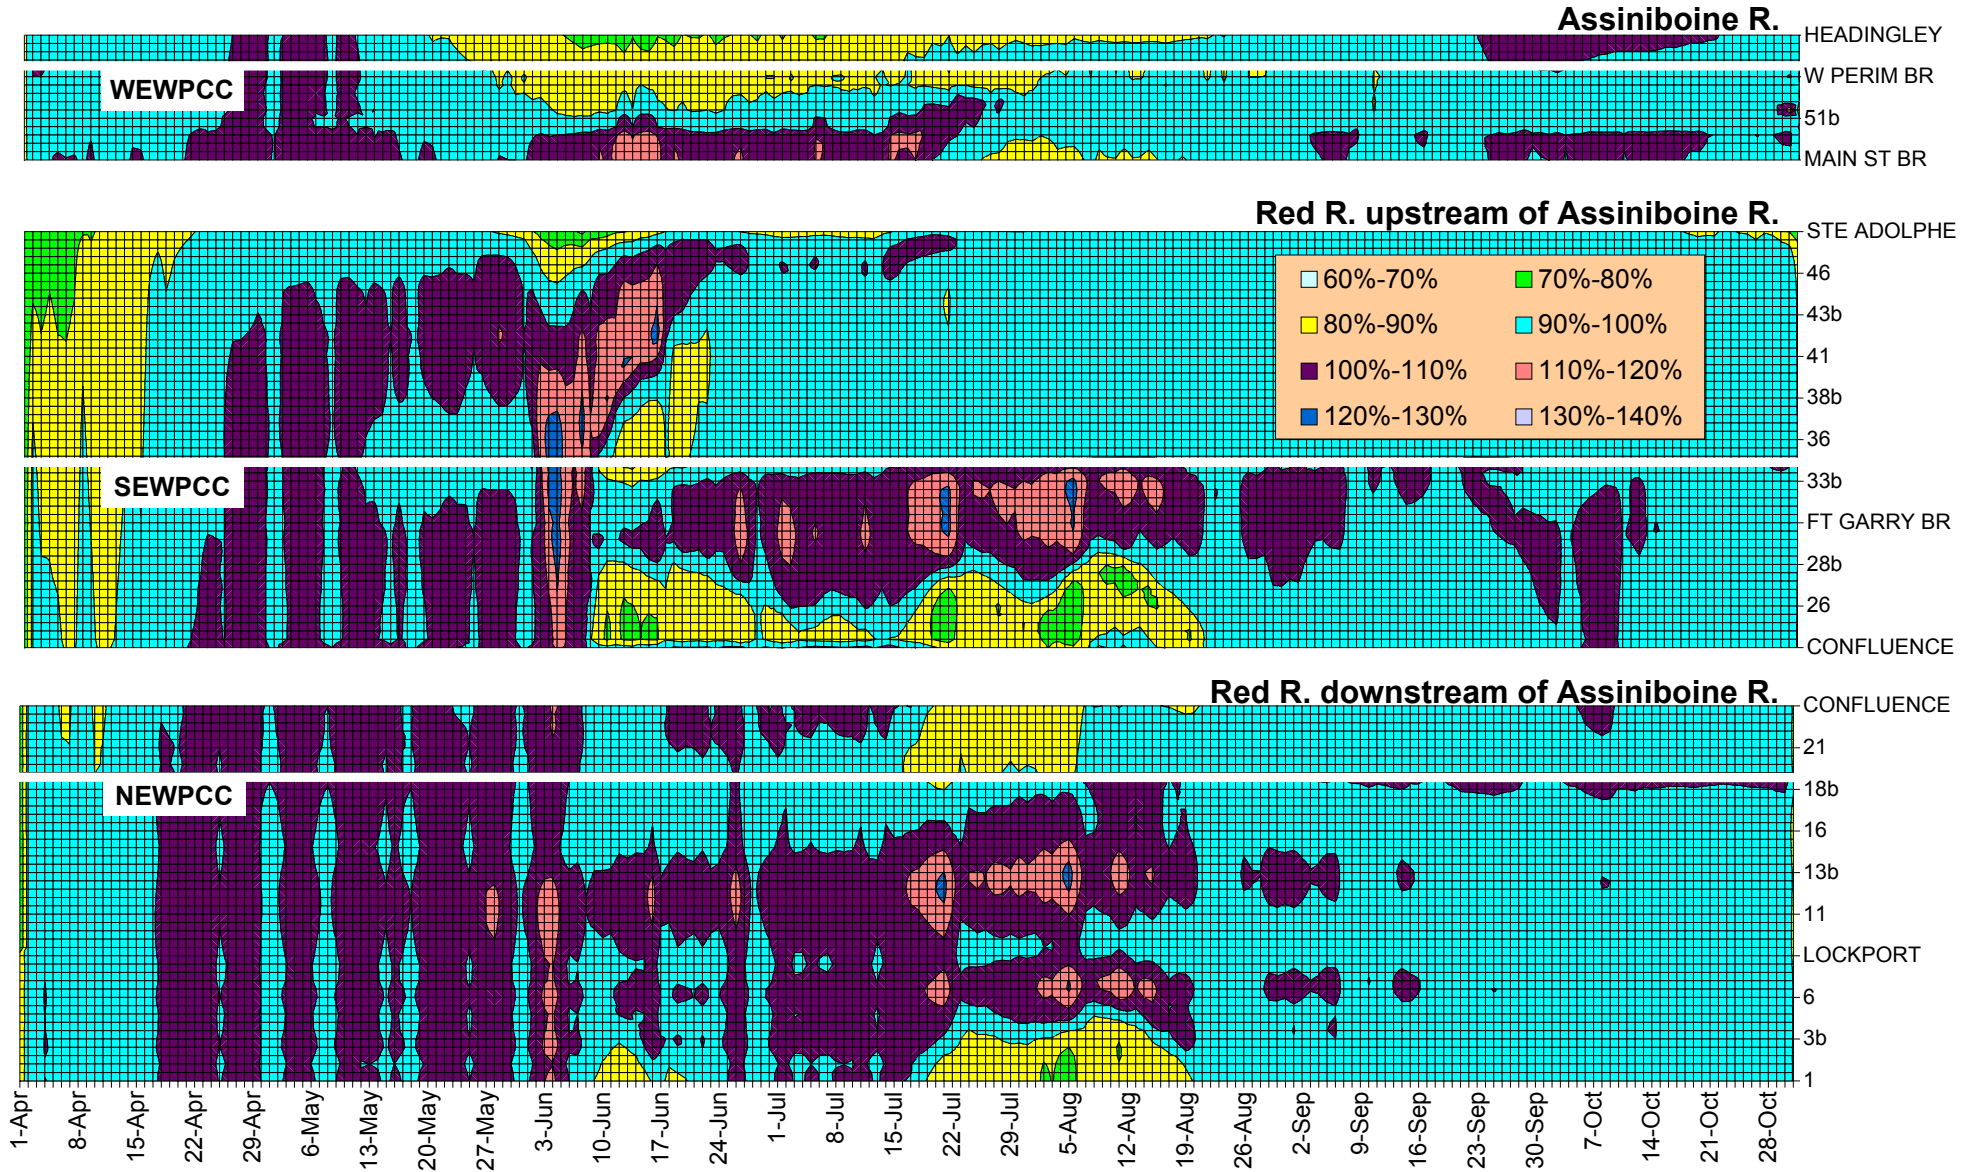 Assiniboine R.
HEADINGLEY
W PERIM BR
WEWPCC
51b
MAIN ST BR
Red R. upstream of Assiniboine R.
STE ADOLPHE
60%-70% 70%-80%
46
80%-90% 90%-100%
43b
41
100%-110% 110%-120%
38b
120%-130% 130%-140%
36
SEWPCC
33b
FT GARRY BR
28b
26
CONFLUENCE
Red R. downstream of Assiniboine R.
CONFLUENCE
21
NEWPCC
18b
16
13b
11
LOCKPORT
6
3b
1
1-Apr 8-Apr 15-Apr 22-Apr 29-Apr 6-May 13-May 20-May 27-May 3-Jun 10-Jun 17-Jun 24-Jun 1-Jul 8-Jul 15-Jul 22-Jul 29-Jul 5-Aug 12-Aug 19-Aug 26-Aug 2-Sep 9-Sep 16-Sep 23-Sep 30-Sep 7-Oct 14-Oct 21-Oct 28-Oct